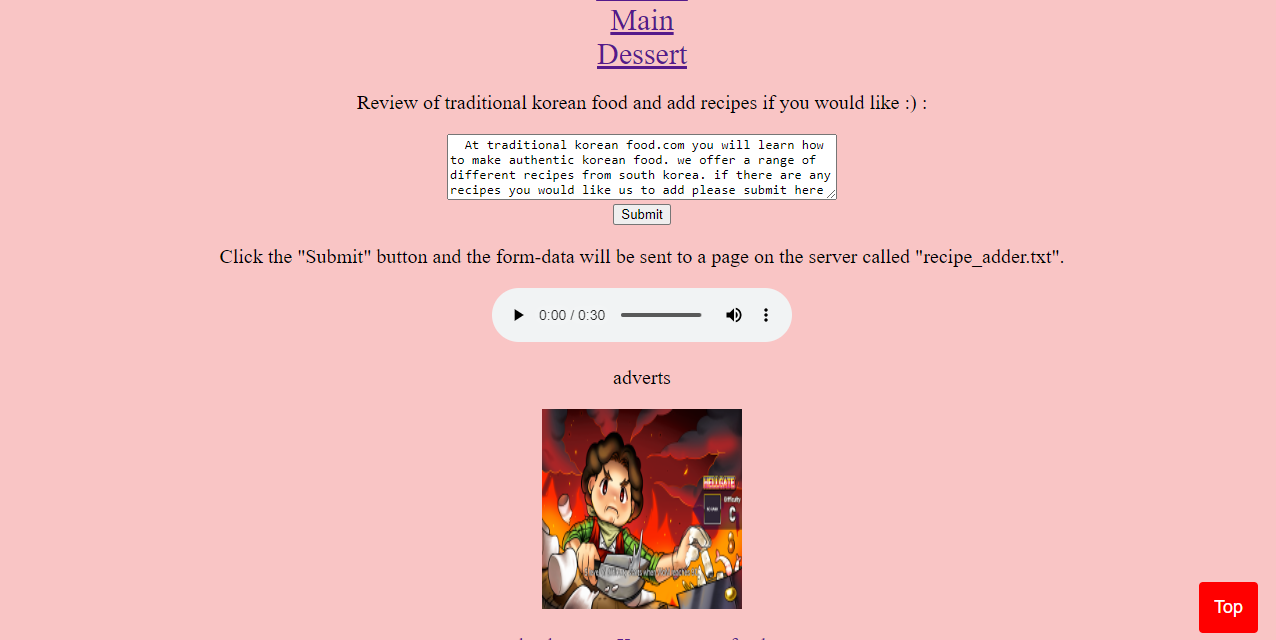 Main
Dessert
Review of traditional korean food and add recipes if you would like :) :
At traditional korean food.com you will learn how
to make authentic korean food. we offer a range of
different recipes from south korea. if there are any
recipes you would like us to add please submit here
Submit
Click the "Submit" button and the form-data will be sent to a page on the server called "recipe_adder.txt".
0:00 / 0:30
adverts
HELLGATE
Difficulty
C
Top